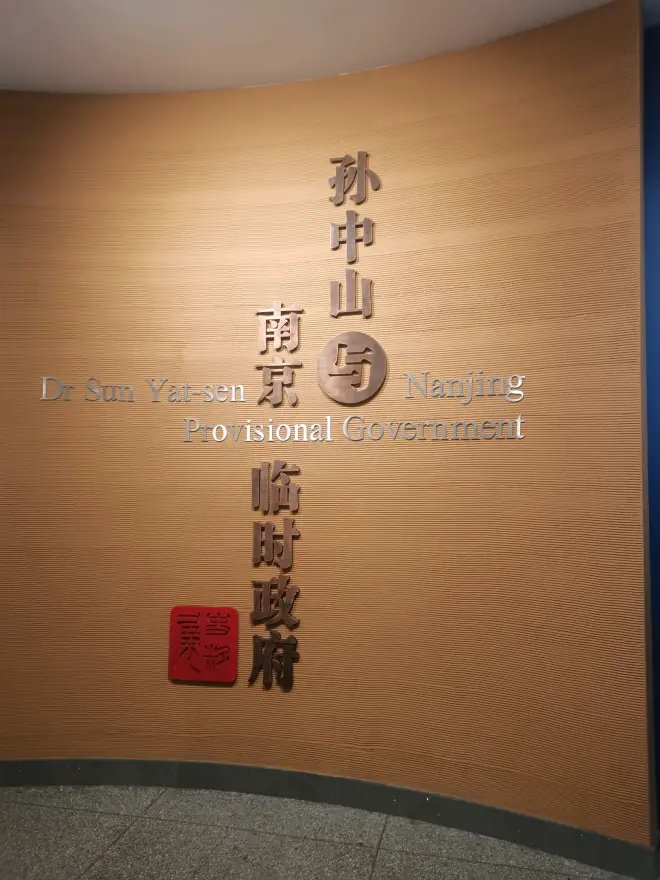 孙中山
与
南京
临时政府
Dr Sun Yat-sen Nanjing
Provisional Government